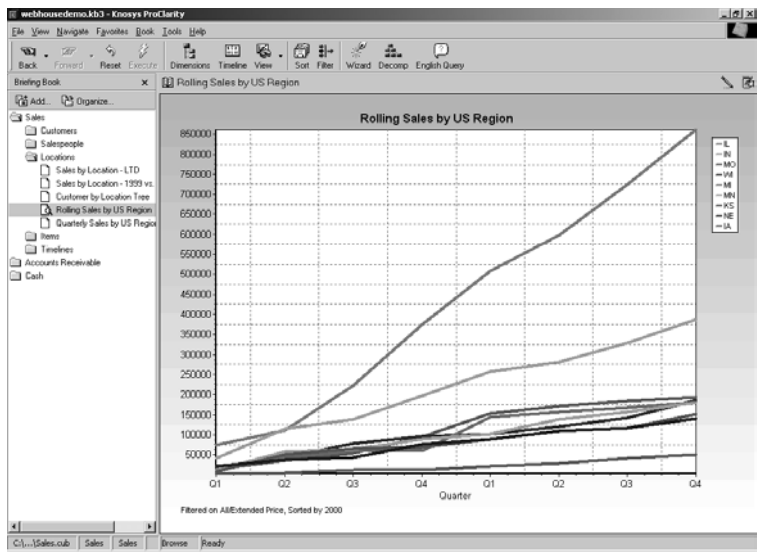 webhousedemo.kb3 - Knosys ProClarity
File View Navigate Favorites Book Tools Help
Back Forward Reset Execute Dimensions Timeline View Sort Filter Wizard Decomp English Query
Briefing Book x
Rolling Sales by US Region
Add... Organize...
Sales
Customers
Salespeople
Locations
Sales by Location - LTD
Sales by Location - 1999 vs.
Customer by Location Tree
Rolling Sales by US Region
Quarterly Sales by US Region
Items
Timelines
Accounts Receivable
Cash
Rolling Sales by US Region
850000
800000
750000
700000
650000
600000
550000
500000
450000
400000
350000
300000
250000
200000
150000
100000
50000
Q1 Q2 Q3 Q4 Q1 Q2 Q3 Q4
Quarter
IL
IN
MO
WI
MI
MN
KS
NE
IA
Filtered on All/Extended Price, Sorted by 2000
C:\...\Sales.cub Sales Sales Browse Ready